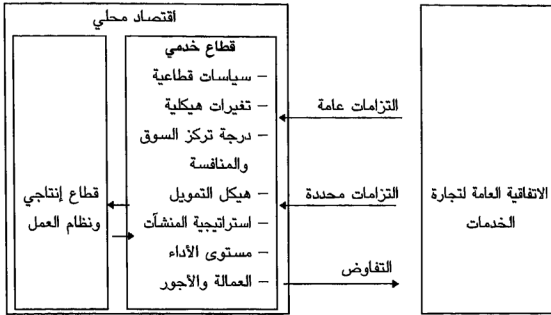 اقتصاد محلي
قطاع خدمي
– سياسات قطاعية
– تغيرات هيكلية
– درجة تركز السوق
والمنافسة
– هيكل التمويل
– استراتيجية المنشآت
– مستوى الأداء
– العمالة والأجور
قطاع إنتاجي
ونظام العمل
التزامات عامة
التزامات محددة
التفاوض
الاتفاقية العامة لتجارة
الخدمات